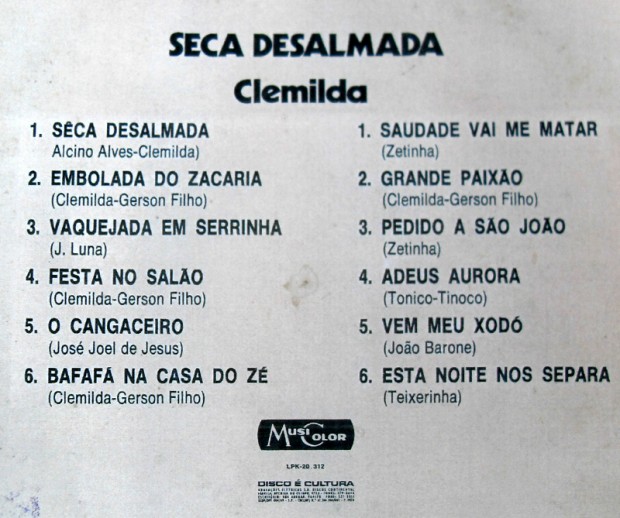 SECA DESALMADA
Clemilda
1. SÊCA DESALMADA
Alcino Alves-Clemilda)
2. EMBOLADA DO ZACARIA
(Clemilda-Gerson Filho)
3. VAQUEJADA EM SERRINHA
(J. Luna)
4. FESTA NO SALÃO
(Clemilda-Gerson Filho)
5. O CANGACEIRO
(José Joel de Jesus)
6. BAFAFÁ NA CASA DO ZÉ
(Clemilda-Gerson Filho)
1. SAUDADE VAI ME MATAR
(Zetinha)
2. GRANDE PAIXÃO
(Clemilda-Gerson Filho)
3. PEDIDO A SÃO JOÃO
(Zetinha)
4. ADEUS AURORA
(Tonico-Tinoco)
5. VEM MEU XODÓ
(João Barone)
6. ESTA NOITE NOS SEPARA
(Teixerinha)
MUSICOLOR
LPK-20.312
DISCO É CULTURA